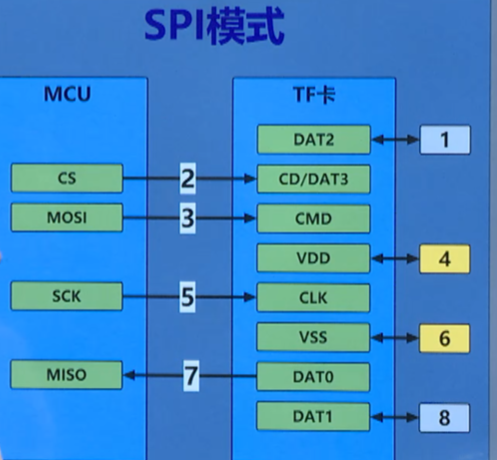 SPI模式
MCU
TF卡
DAT2
1
CS
2
CD/DAT3
MOSI
3
CMD
VDD
4
SCK
5
CLK
VSS
6
MISO
7
DAT0
DAT1
8